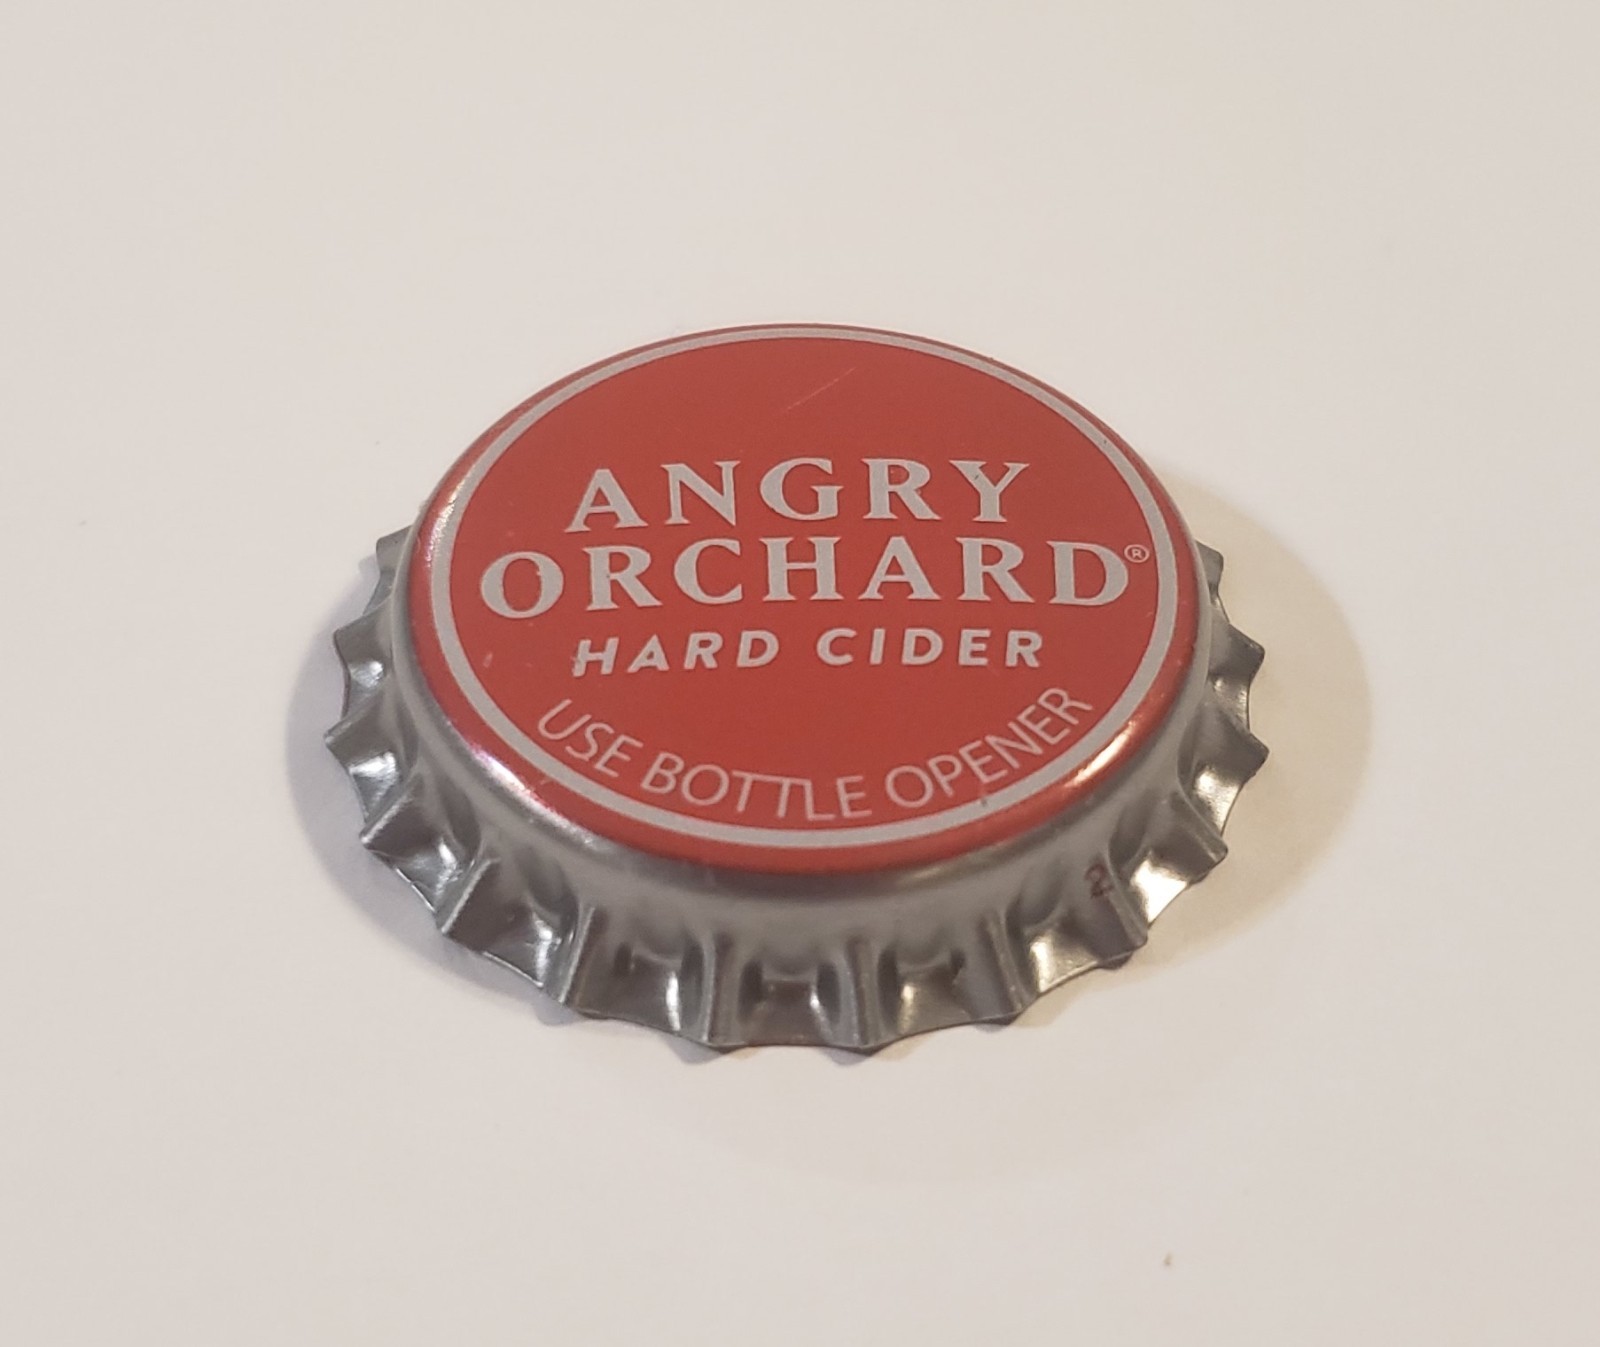 ANGRY
ORCHARD®
HARD CIDER
USE BOTTLE OPENER
2